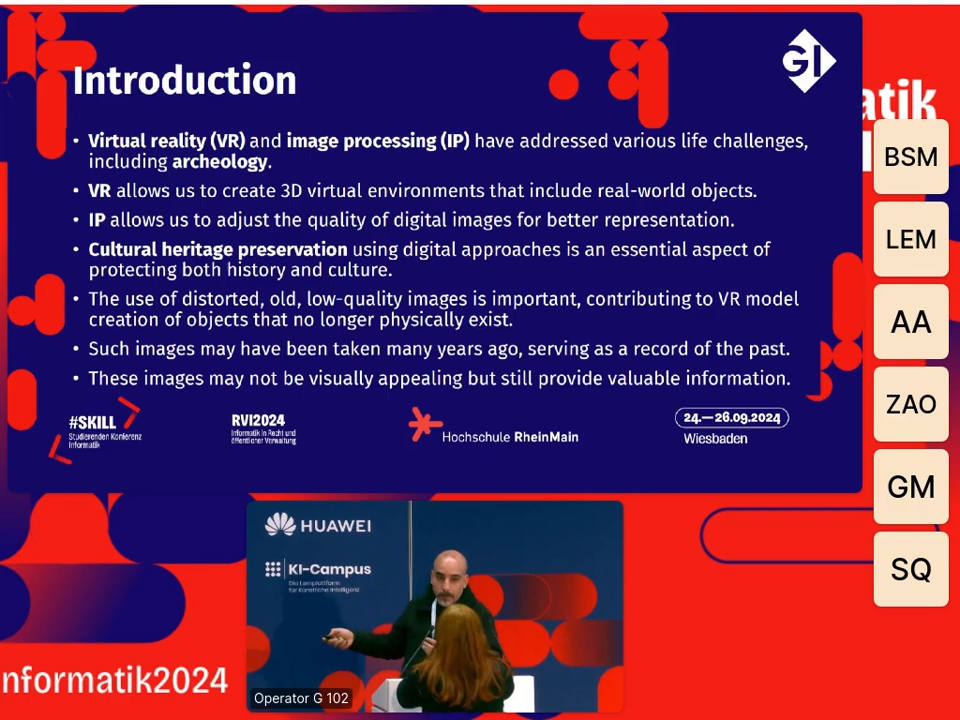 Introduction
GI
• Virtual reality (VR) and image processing (IP) have addressed various life challenges,
including archeology.
• VR allows us to create 3D virtual environments that include real-world objects.
• IP allows us to adjust the quality of digital images for better representation.
• Cultural heritage preservation using digital approaches is an essential aspect of
protecting both history and culture.
• The use of distorted, old, low-quality images is important, contributing to VR model
creation of objects that no longer physically exist.
• Such images may have been taken many years ago, serving as a record of the past.
• These images may not be visually appealing but still provide valuable information.
#SKILL
Studierenden Konferenz
Informatik
RVI2024
Informatik in Recht und
öffentlicher Verwaltung
Hochschule RheinMain
24.—26.09.2024
Wiesbaden
atik
BSM
LEM
AA
ZAO
GM
SQ
HUAWEI
KI-Campus
Die Lernplattform
für Künstliche Intelligenz
Operator G 102
nformatik2024